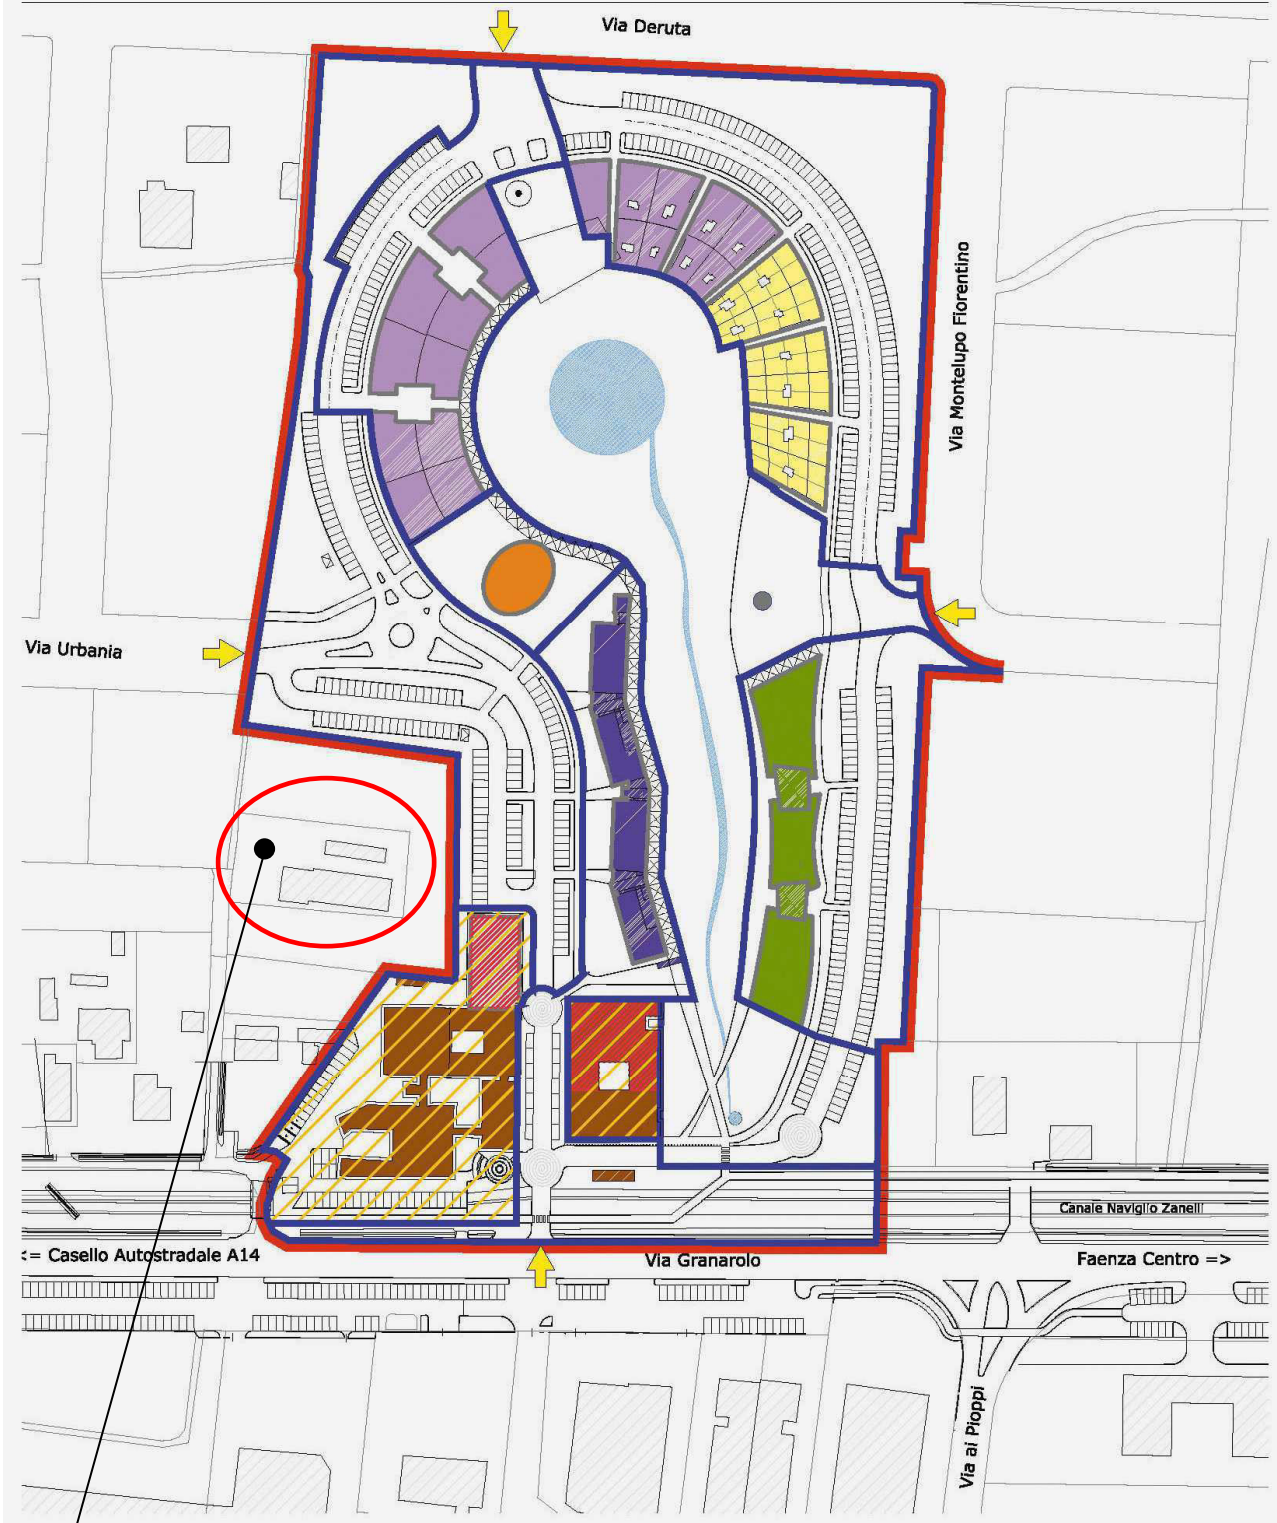 Via Deruta
Via Montelupo Fiorentino
Via Urbania
Canale Naviglio Zanelli
<= Casello Autostradale A14
Via Granarolo
Faenza Centro =>
Via ai Pioppi